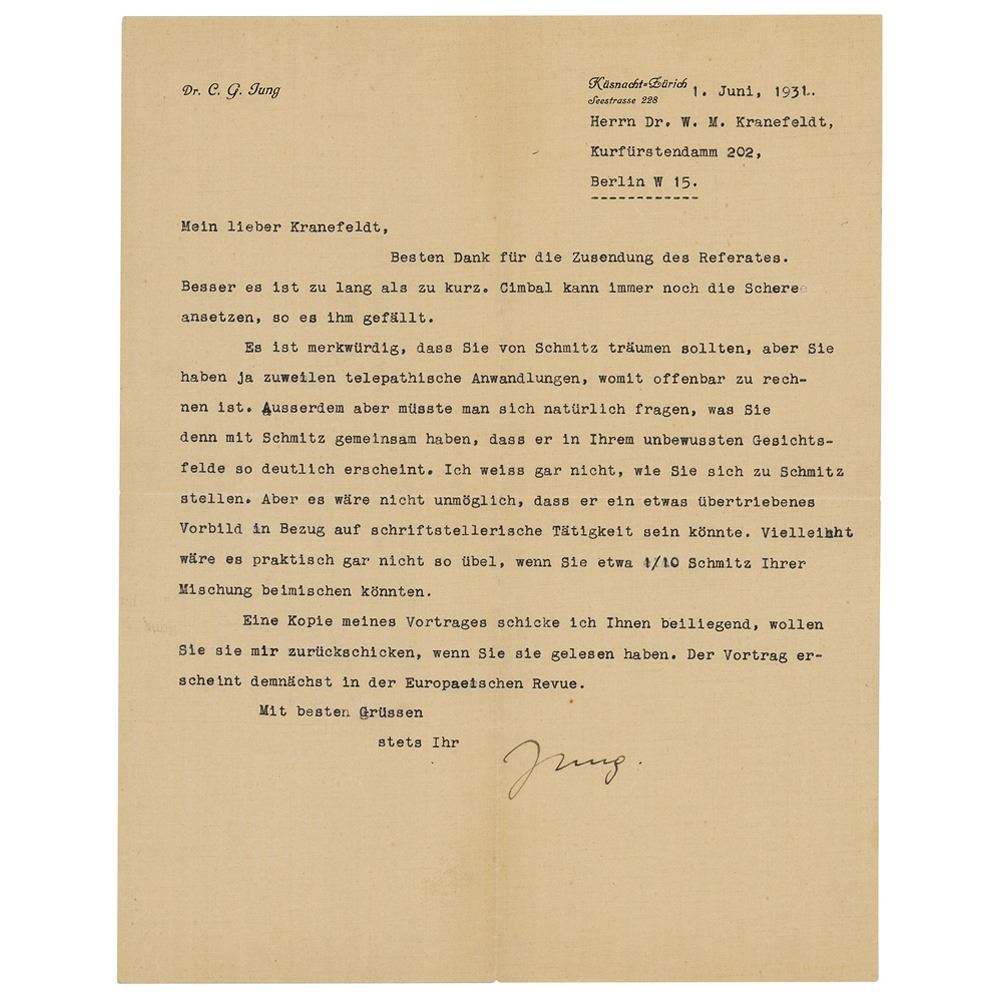 Dr. C. G. Jung
Küsnacht=Zürich
Seestrasse 228
1. Juni, 1931.
Herrn Dr. W. M. Kranefeldt,
Kurfürstendamm 202,
Berlin W 15.
Mein lieber Kranefeldt,
Besten Dank für die Zusendung des Referates.
Besser es ist zu lang als zu kurz. Cimbal kann immer noch die Schere
ansetzen, so es ihm gefällt.
Es ist merkwürdig, dass Sie von Schmitz träumen sollten, aber Sie
haben ja zuweilen telepathische Anwandlungen, womit offenbar zu rech-
nen ist. Ausserdem aber müsste man sich natürlich fragen, was Sie
denn mit Schmitz gemeinsam haben, dass er in Ihrem unbewussten Gesichts-
felde so deutlich erscheint. Ich weiss gar nicht, wie Sie sich zu Schmitz
stellen. Aber es wäre nicht unmöglich, dass er ein etwas übertriebenes
Vorbild in Bezug auf schriftstellerische Tätigkeit sein könnte. Vielleihht
wäre es praktisch gar nicht so übel, wenn Sie etwa 1/10 Schmitz Ihrer
Mischung beimischen könnten.
Eine Kopie meines Vortrages schicke ich Ihnen beiliegend, wollen
Sie sie mir zurückschicken, wenn Sie sie gelesen haben. Der Vortrag er-
scheint demnächst in der Europaeischen Revue.
Mit besten Grüssen
stets Ihr
Jung.